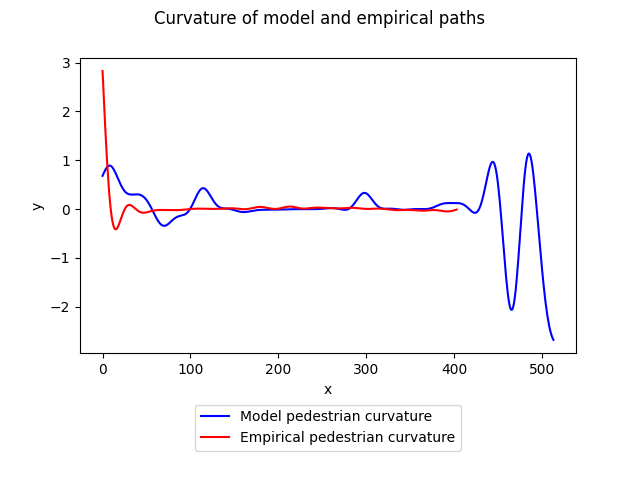 Curvature of model and empirical paths
3
2
1
0
−1
−2
y
0 100 200 300 400 500
x
Model pedestrian curvature
Empirical pedestrian curvature